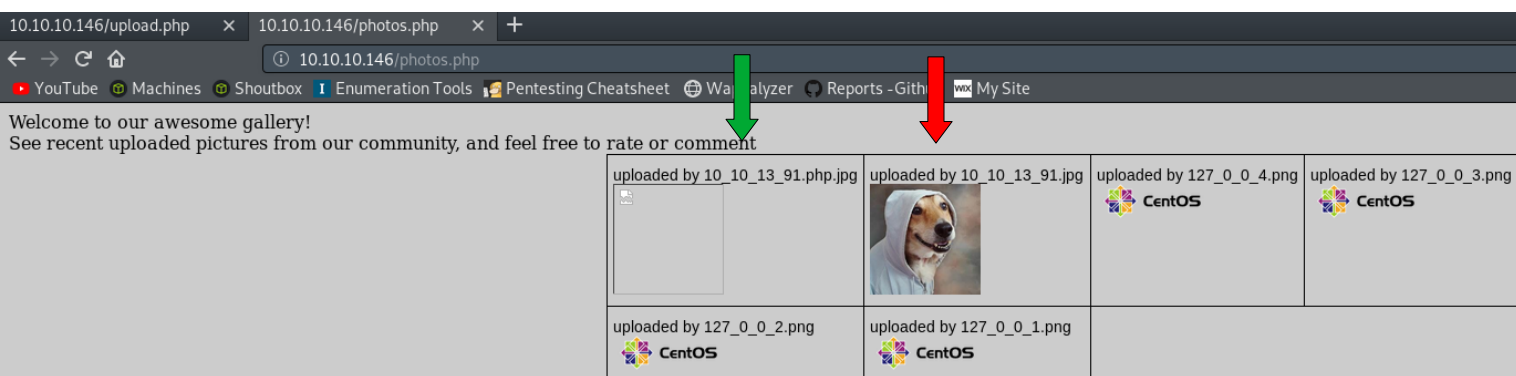 10.10.10.146/upload.php × 10.10.10.146/photos.php × +
10.10.10.146/photos.php
YouTube Machines Shoutbox I Enumeration Tools Pentesting Cheatsheet Reports -Gith WIX My Site
Welcome to our awesome gallery!
See recent uploaded pictures from our community, and feel free to rate or comment
uploaded by 10_10_13_91.php.jpg uploaded by 10_10_13_91.jpg uploaded by 127_0_0_4.png uploaded by 127_0_0_3.png
CentOS CentOS
uploaded by 127_0_0_2.png uploaded by 127_0_0_1.png
CentOS CentOS